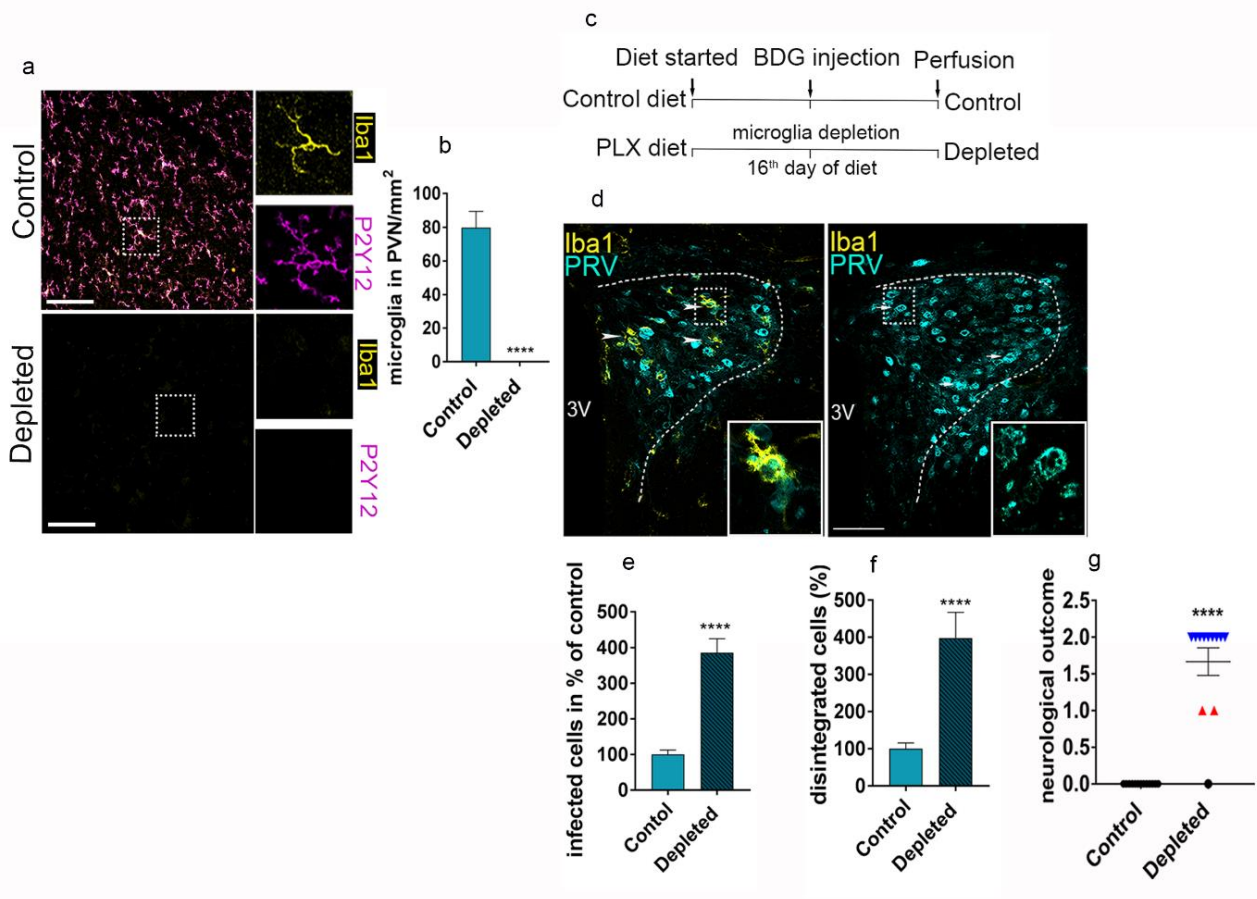 a
Control
Iba1
P2Y12
Depleted
Iba1
P2Y12
b
microglia in PVN/mm²
100
80
60
40
20
0
****
Control
Depleted
c
Diet started BDG injection Perfusion
Control diet Control
microglia depletion
PLX diet Depleted
16th day of diet
d
Iba1
PRV
3V
Iba1
PRV
3V
e
infected cells in % of control
500
400
300
200
100
0
****
Contol
Depleted
f
disintegrated cells (%)
500
400
300
200
100
0
****
Control
Depleted
g
neurological outcome
2.5
2.0
1.5
1.0
0.5
0.0
****
Control
Depleted